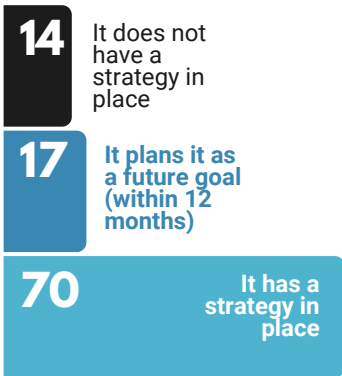 14
It does not
have a
strategy in
place
17
It plans it as
a future goal
(within 12
months)
70
It has a
strategy in
place